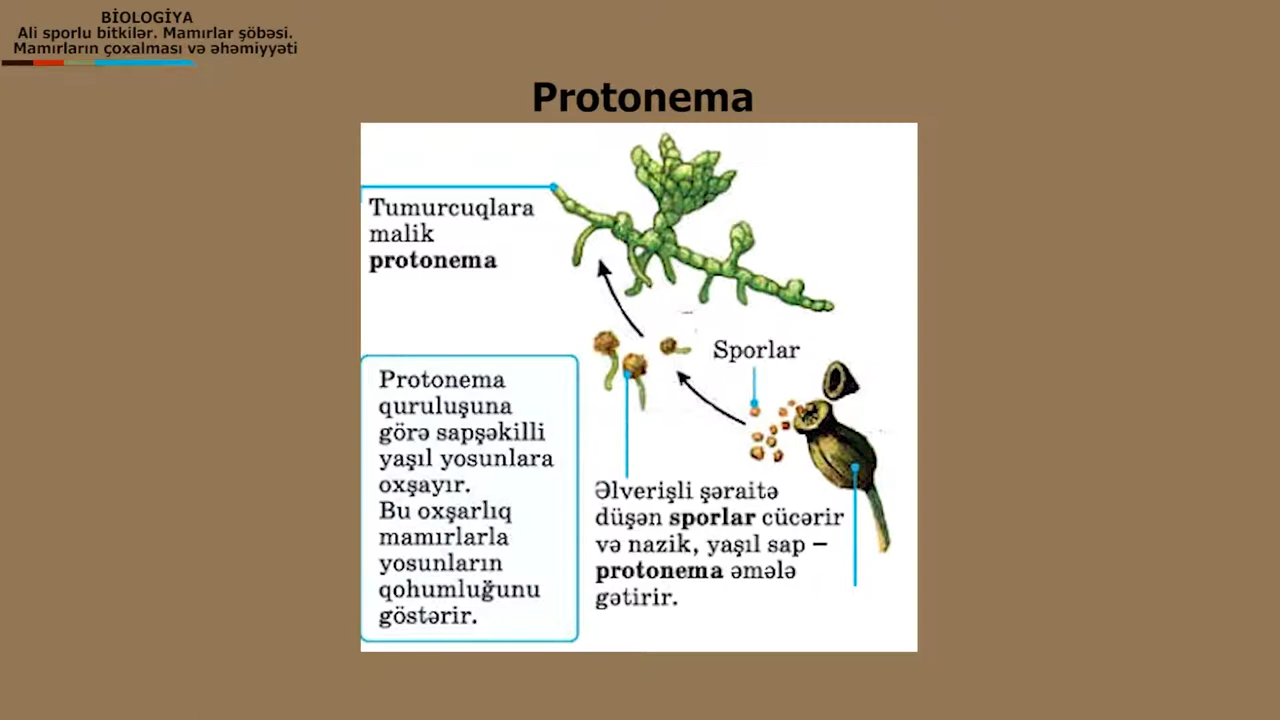 BİOLOGİYA
Ali sporlu bitkilər. Mamırlar şöbəsi.
Mamırların çoxalması və əhəmiyyəti
Protonema
Tumurcuqlara
malik
protonema
Sporlar
Protonema
quruluşuna
görə sapşəkilli
yaşıl yosunlara
oxşayır.
Bu oxşarlıq
mamırlarla
yosunların
qohumluğunu
göstərir.
Əlverişli şəraitə
düşən sporlar cücərir
və nazik, yaşıl sap –
protonema əmələ
gətirir.